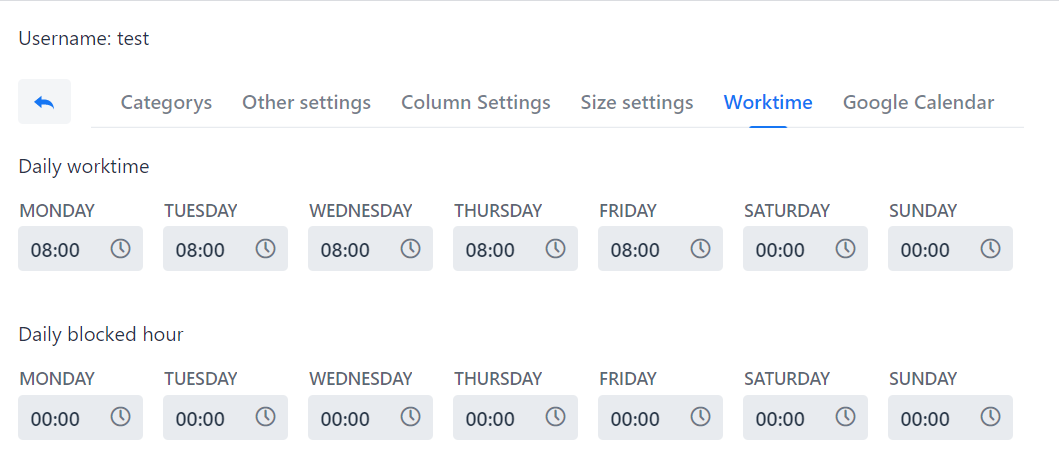 Username: test
Categorys Other settings Column Settings Size settings Worktime Google Calendar
Daily worktime
MONDAY TUESDAY WEDNESDAY THURSDAY FRIDAY SATURDAY SUNDAY
08:00 08:00 08:00 08:00 08:00 00:00 00:00
Daily blocked hour
MONDAY TUESDAY WEDNESDAY THURSDAY FRIDAY SATURDAY SUNDAY
00:00 00:00 00:00 00:00 00:00 00:00 00:00